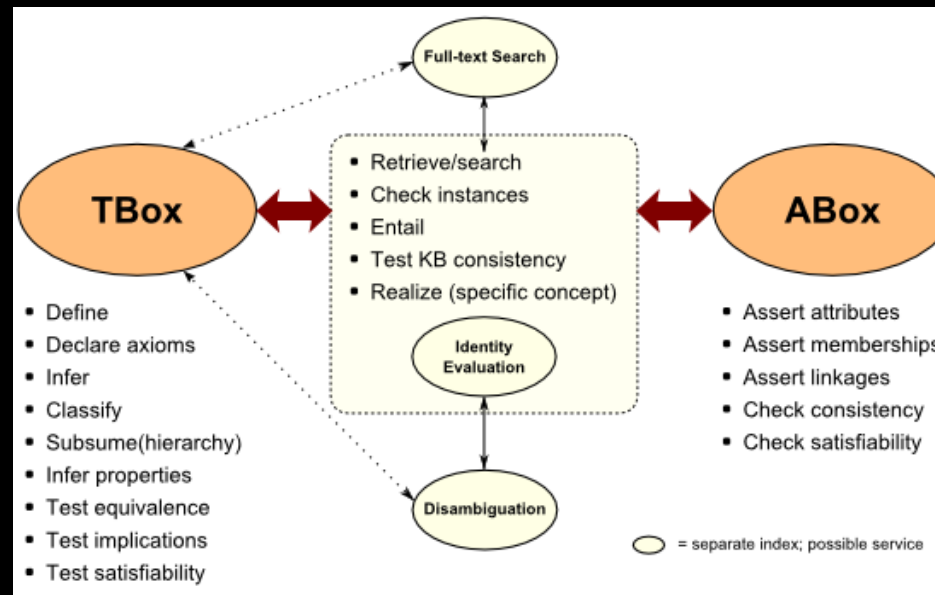 Full-text Search
TBox
▪ Retrieve/search
▪ Check instances
▪ Entail
▪ Test KB consistency
▪ Realize (specific concept)
Identity
Evaluation
ABox
▪ Define
▪ Declare axioms
▪ Infer
▪ Classify
▪ Subsume(hierarchy)
▪ Infer properties
▪ Test equivalence
▪ Test implications
▪ Test satisfiability
▪ Assert attributes
▪ Assert memberships
▪ Assert linkages
▪ Check consistency
▪ Check satisfiability
Disambiguation
= separate index; possible service